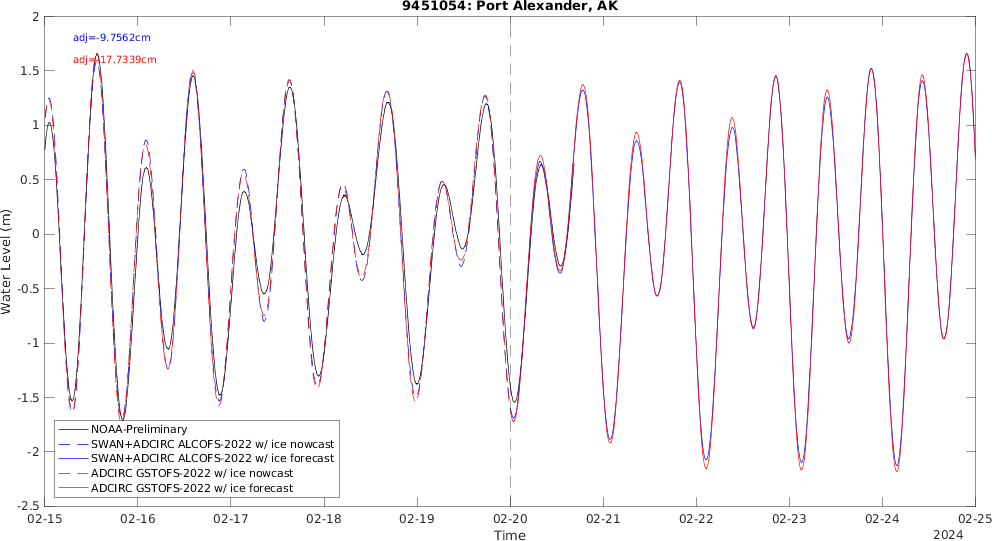 9451054: Port Alexander, AK
adj=-9.7562cm
adj=-17.7339cm
2
1.5
1
0.5
0
-0.5
-1
-1.5
-2
-2.5
Water Level (m)
NOAA-Preliminary
SWAN+ADCIRC ALCOFS-2022 w/ ice nowcast
SWAN+ADCIRC ALCOFS-2022 w/ ice forecast
ADCIRC GSTOFS-2022 w/ ice nowcast
ADCIRC GSTOFS-2022 w/ ice forecast
02-15 02-16 02-17 02-18 02-19 02-20 02-21 02-22 02-23 02-24 02-25
Time
2024